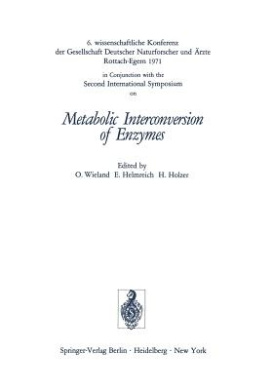 6. wissenschaftliche Konferenz
der Gesellschaft Deutscher Naturforscher und Ärzte
Rottach-Egern 1971
in Conjunction with the
Second International Symposium
on
Metabolic Interconversion
of Enzymes
Edited by
O. Wieland E. Helmreich H. Holzer
Springer-Verlag Berlin · Heidelberg · New York